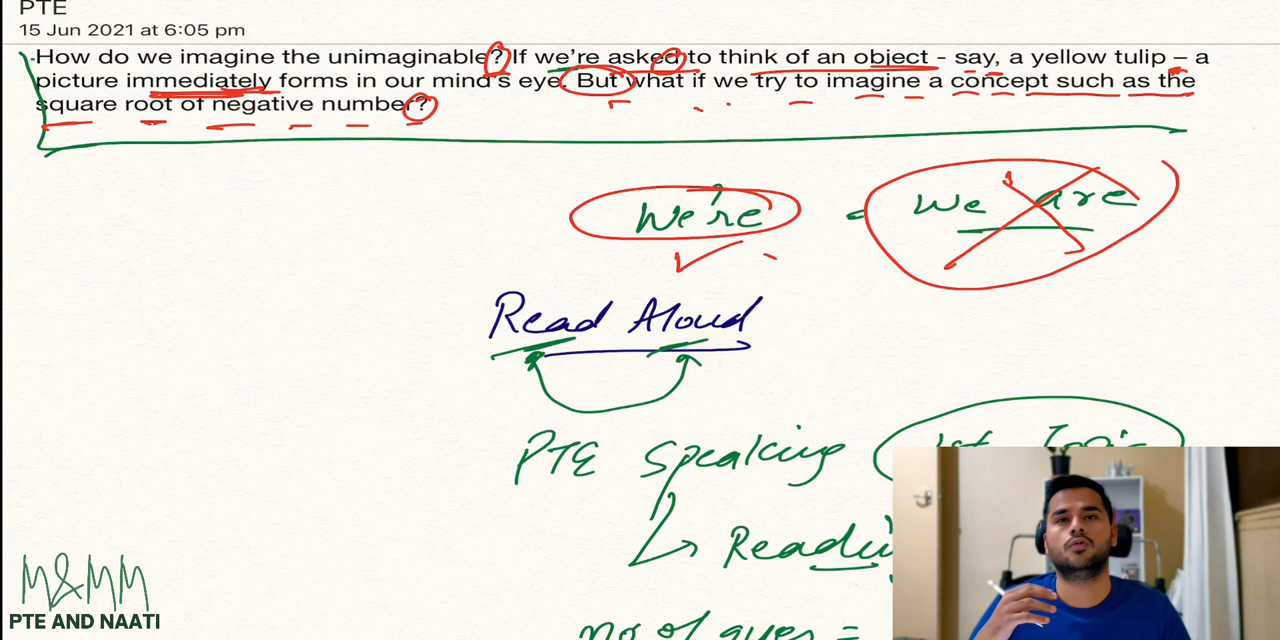 PTE
15 Jun 2021 at 6:05 pm
How do we imagine the unimaginable? If we're asked to think of an object - say, a yellow tulip – a
picture immediately forms in our mind's eye. But what if we try to imagine a concept such as the
square root of negative number?
We're = We are
Read Aloud
PTE Speaking
Readi
no of ques =
M&MM
PTE AND NAATI